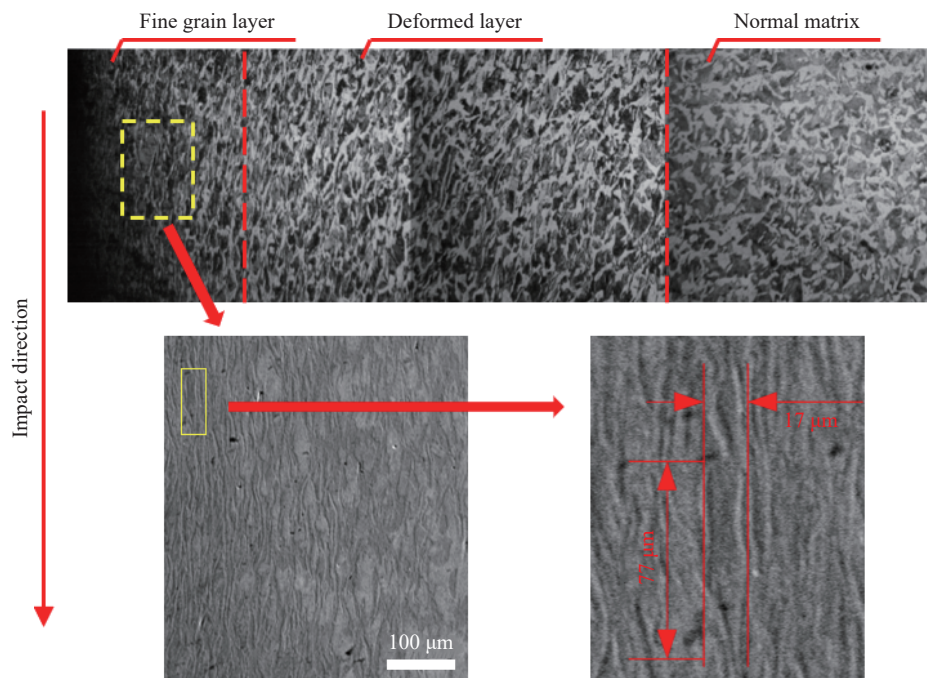 Fine grain layer
Deformed layer
Normal matrix
Impact direction
17 μm
77 μm
100 μm